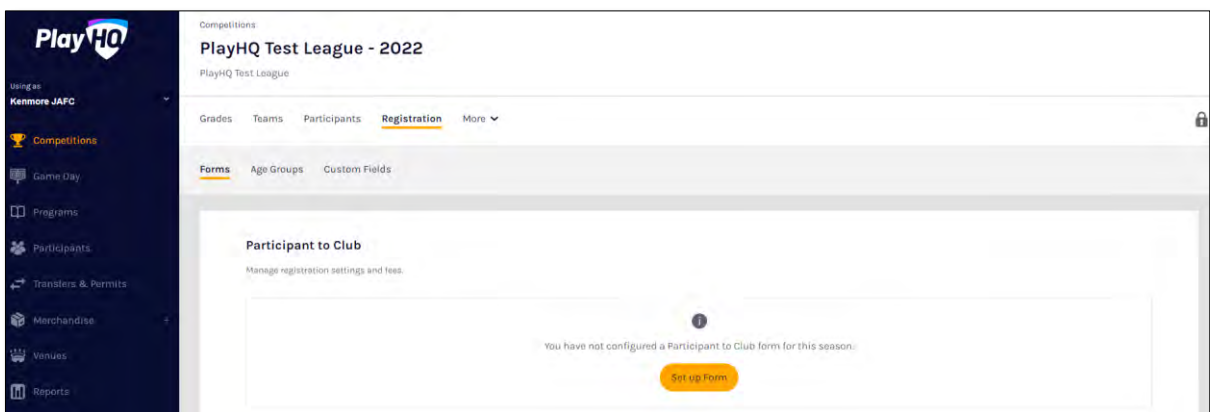 PlayHQ
Using as
Kenmore JAFC
Competitions
Game Day
Programs
Participants
Transfers & Permits
Merchandise +
Venues
Reports
Competitions
PlayHQ Test League - 2022
PlayHQ Test League
Grades Teams Participants Registration More
Forms Age Groups Custom Fields
Participant to Club
Manage registration settings and fees.
You have not configured a Participant to Club form for this season.
Set up Form